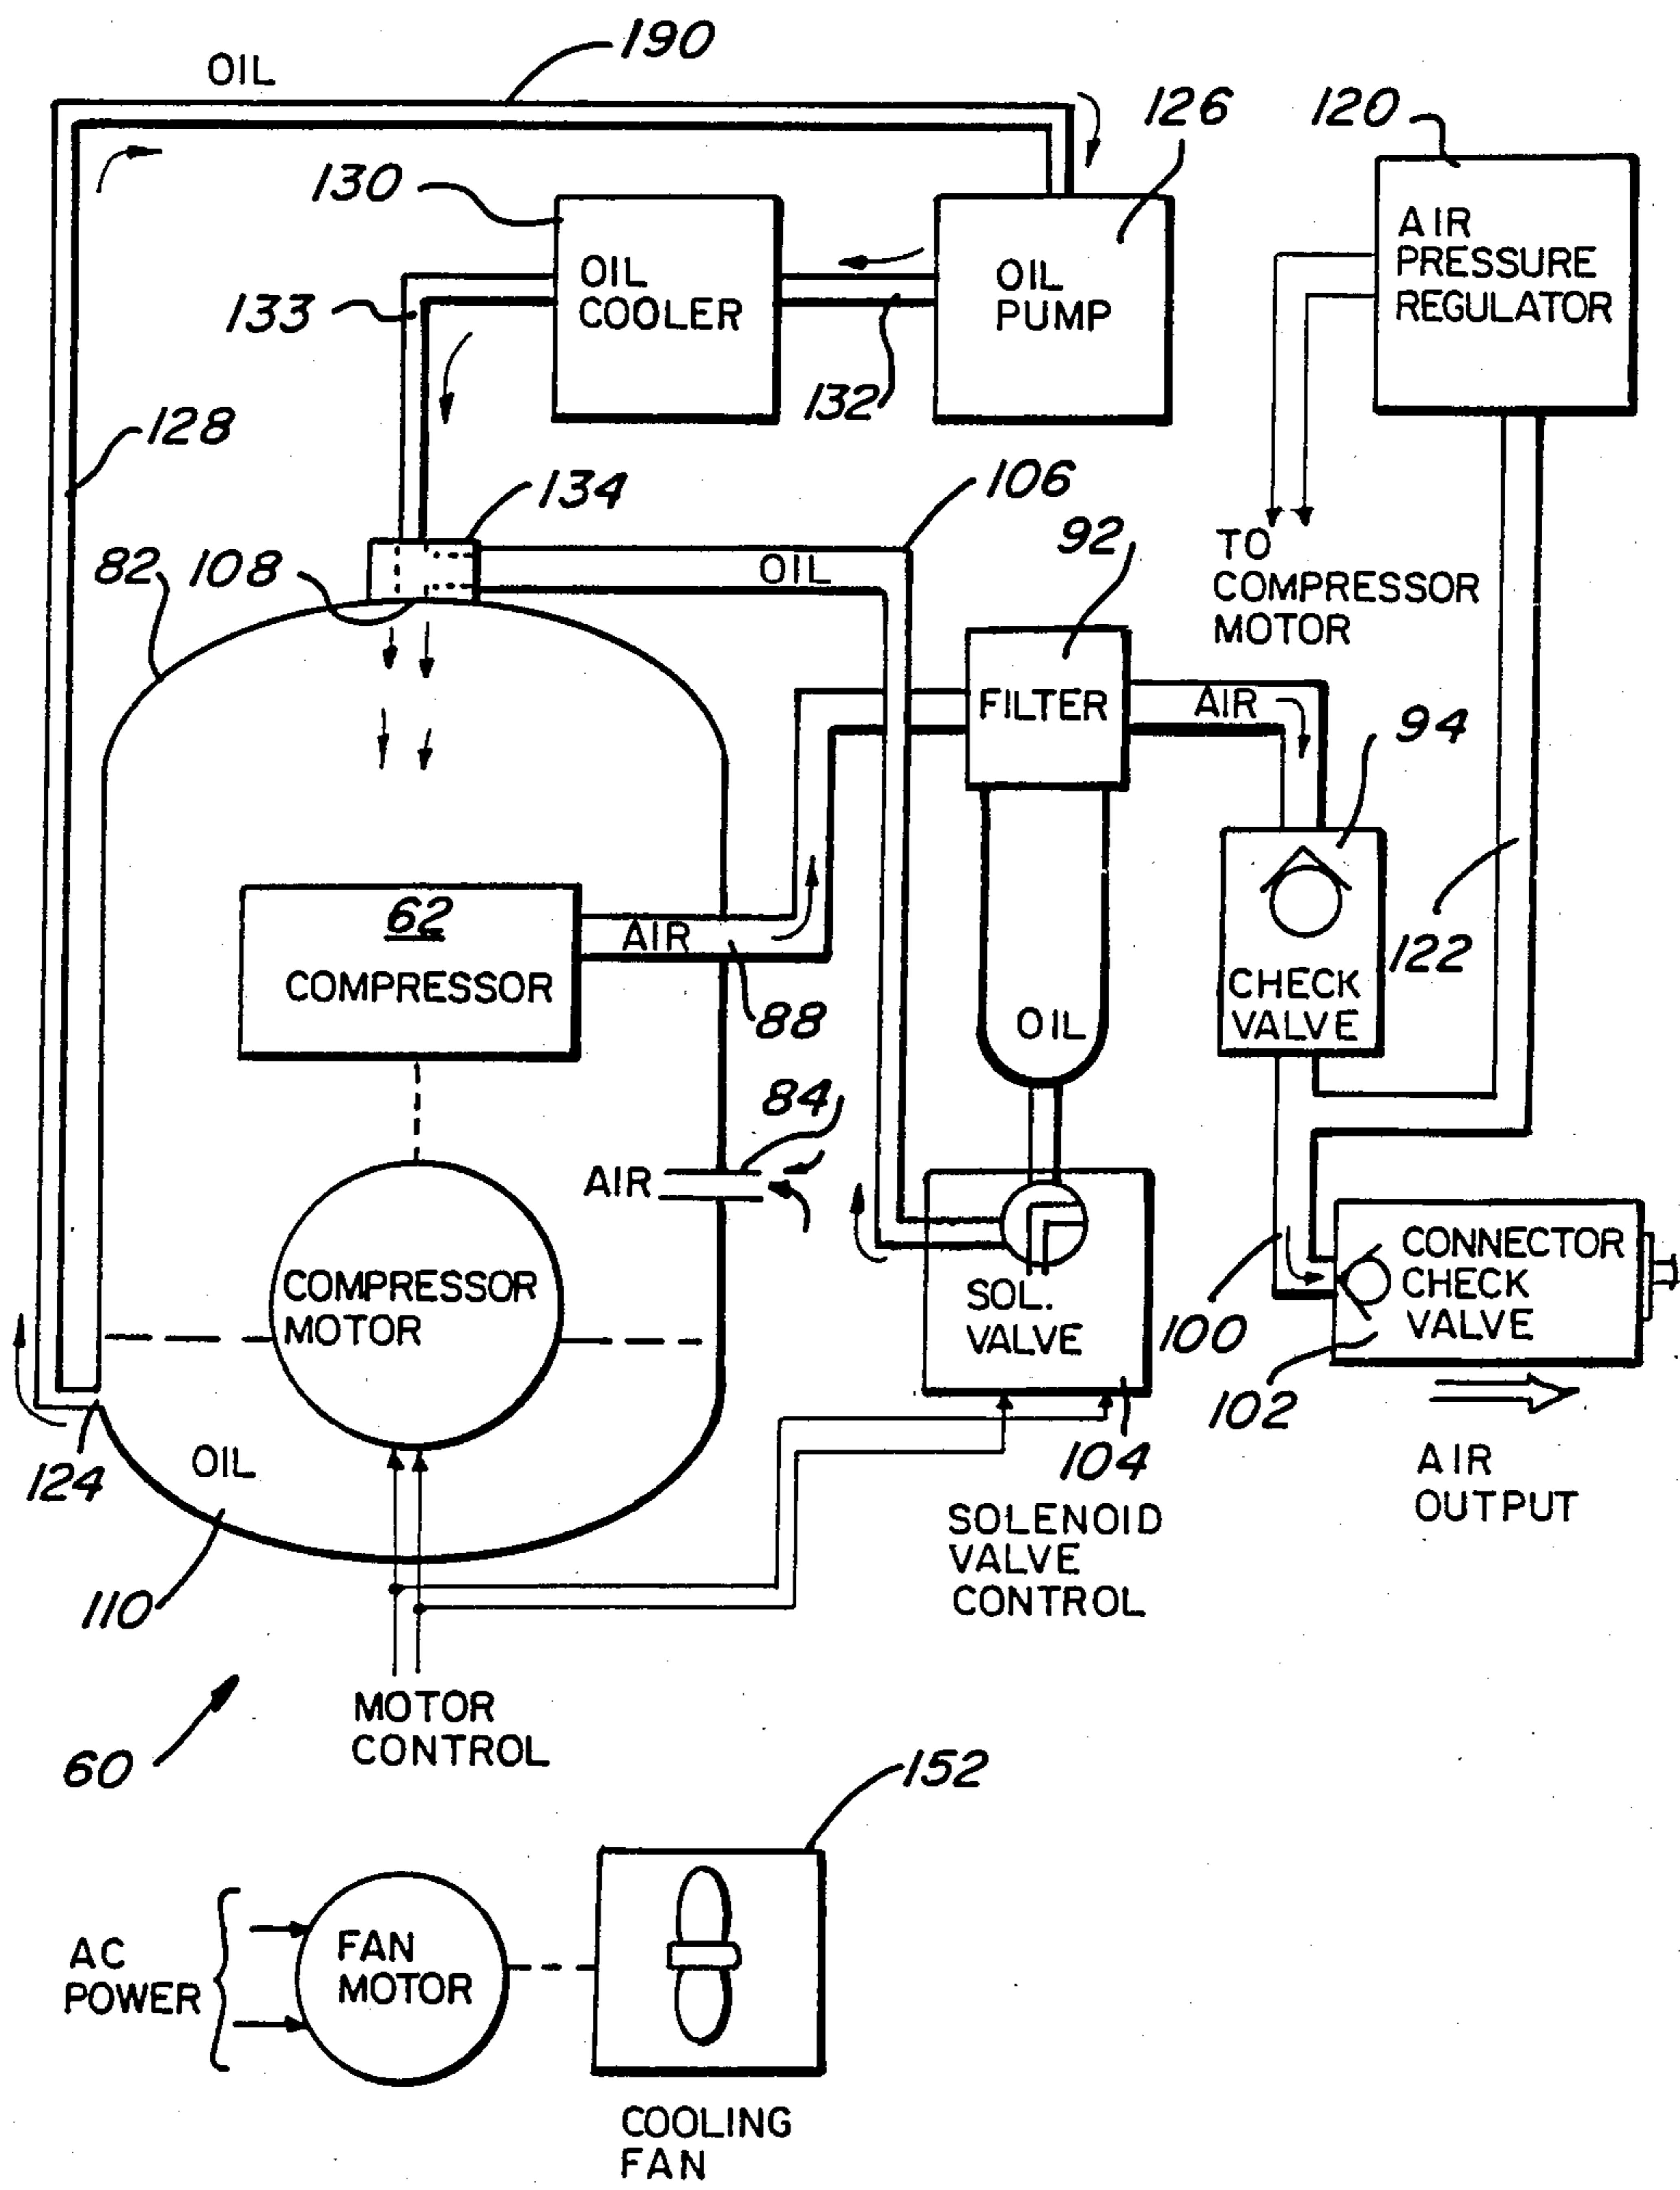 190
OIL
126
120
130
AIR
PRESSURE
REGULATOR
OIL
COOLER
OIL
PUMP
133
132
128
134
106
92
82
108
OIL
TO
COMPRESSOR
MOTOR
FILTER
AIR
94
62
COMPRESSOR
AIR
88
122
CHECK
VALVE
OIL
84
AIR
CONNECTOR
CHECK
VALVE
COMPRESSOR
MOTOR
SOL.
VALVE
100
102
OIL
124
104
AIR
OUTPUT
SOLENOID
VALVE
CONTROL
110
MOTOR
CONTROL
60
152
AC
POWER
FAN
MOTOR
COOLING
FAN